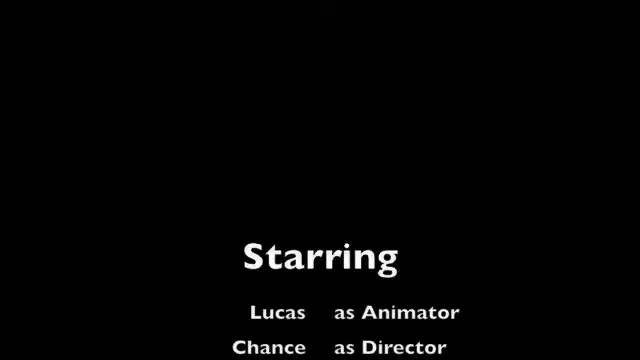 Starring
Lucas as Animator
Chance as Director